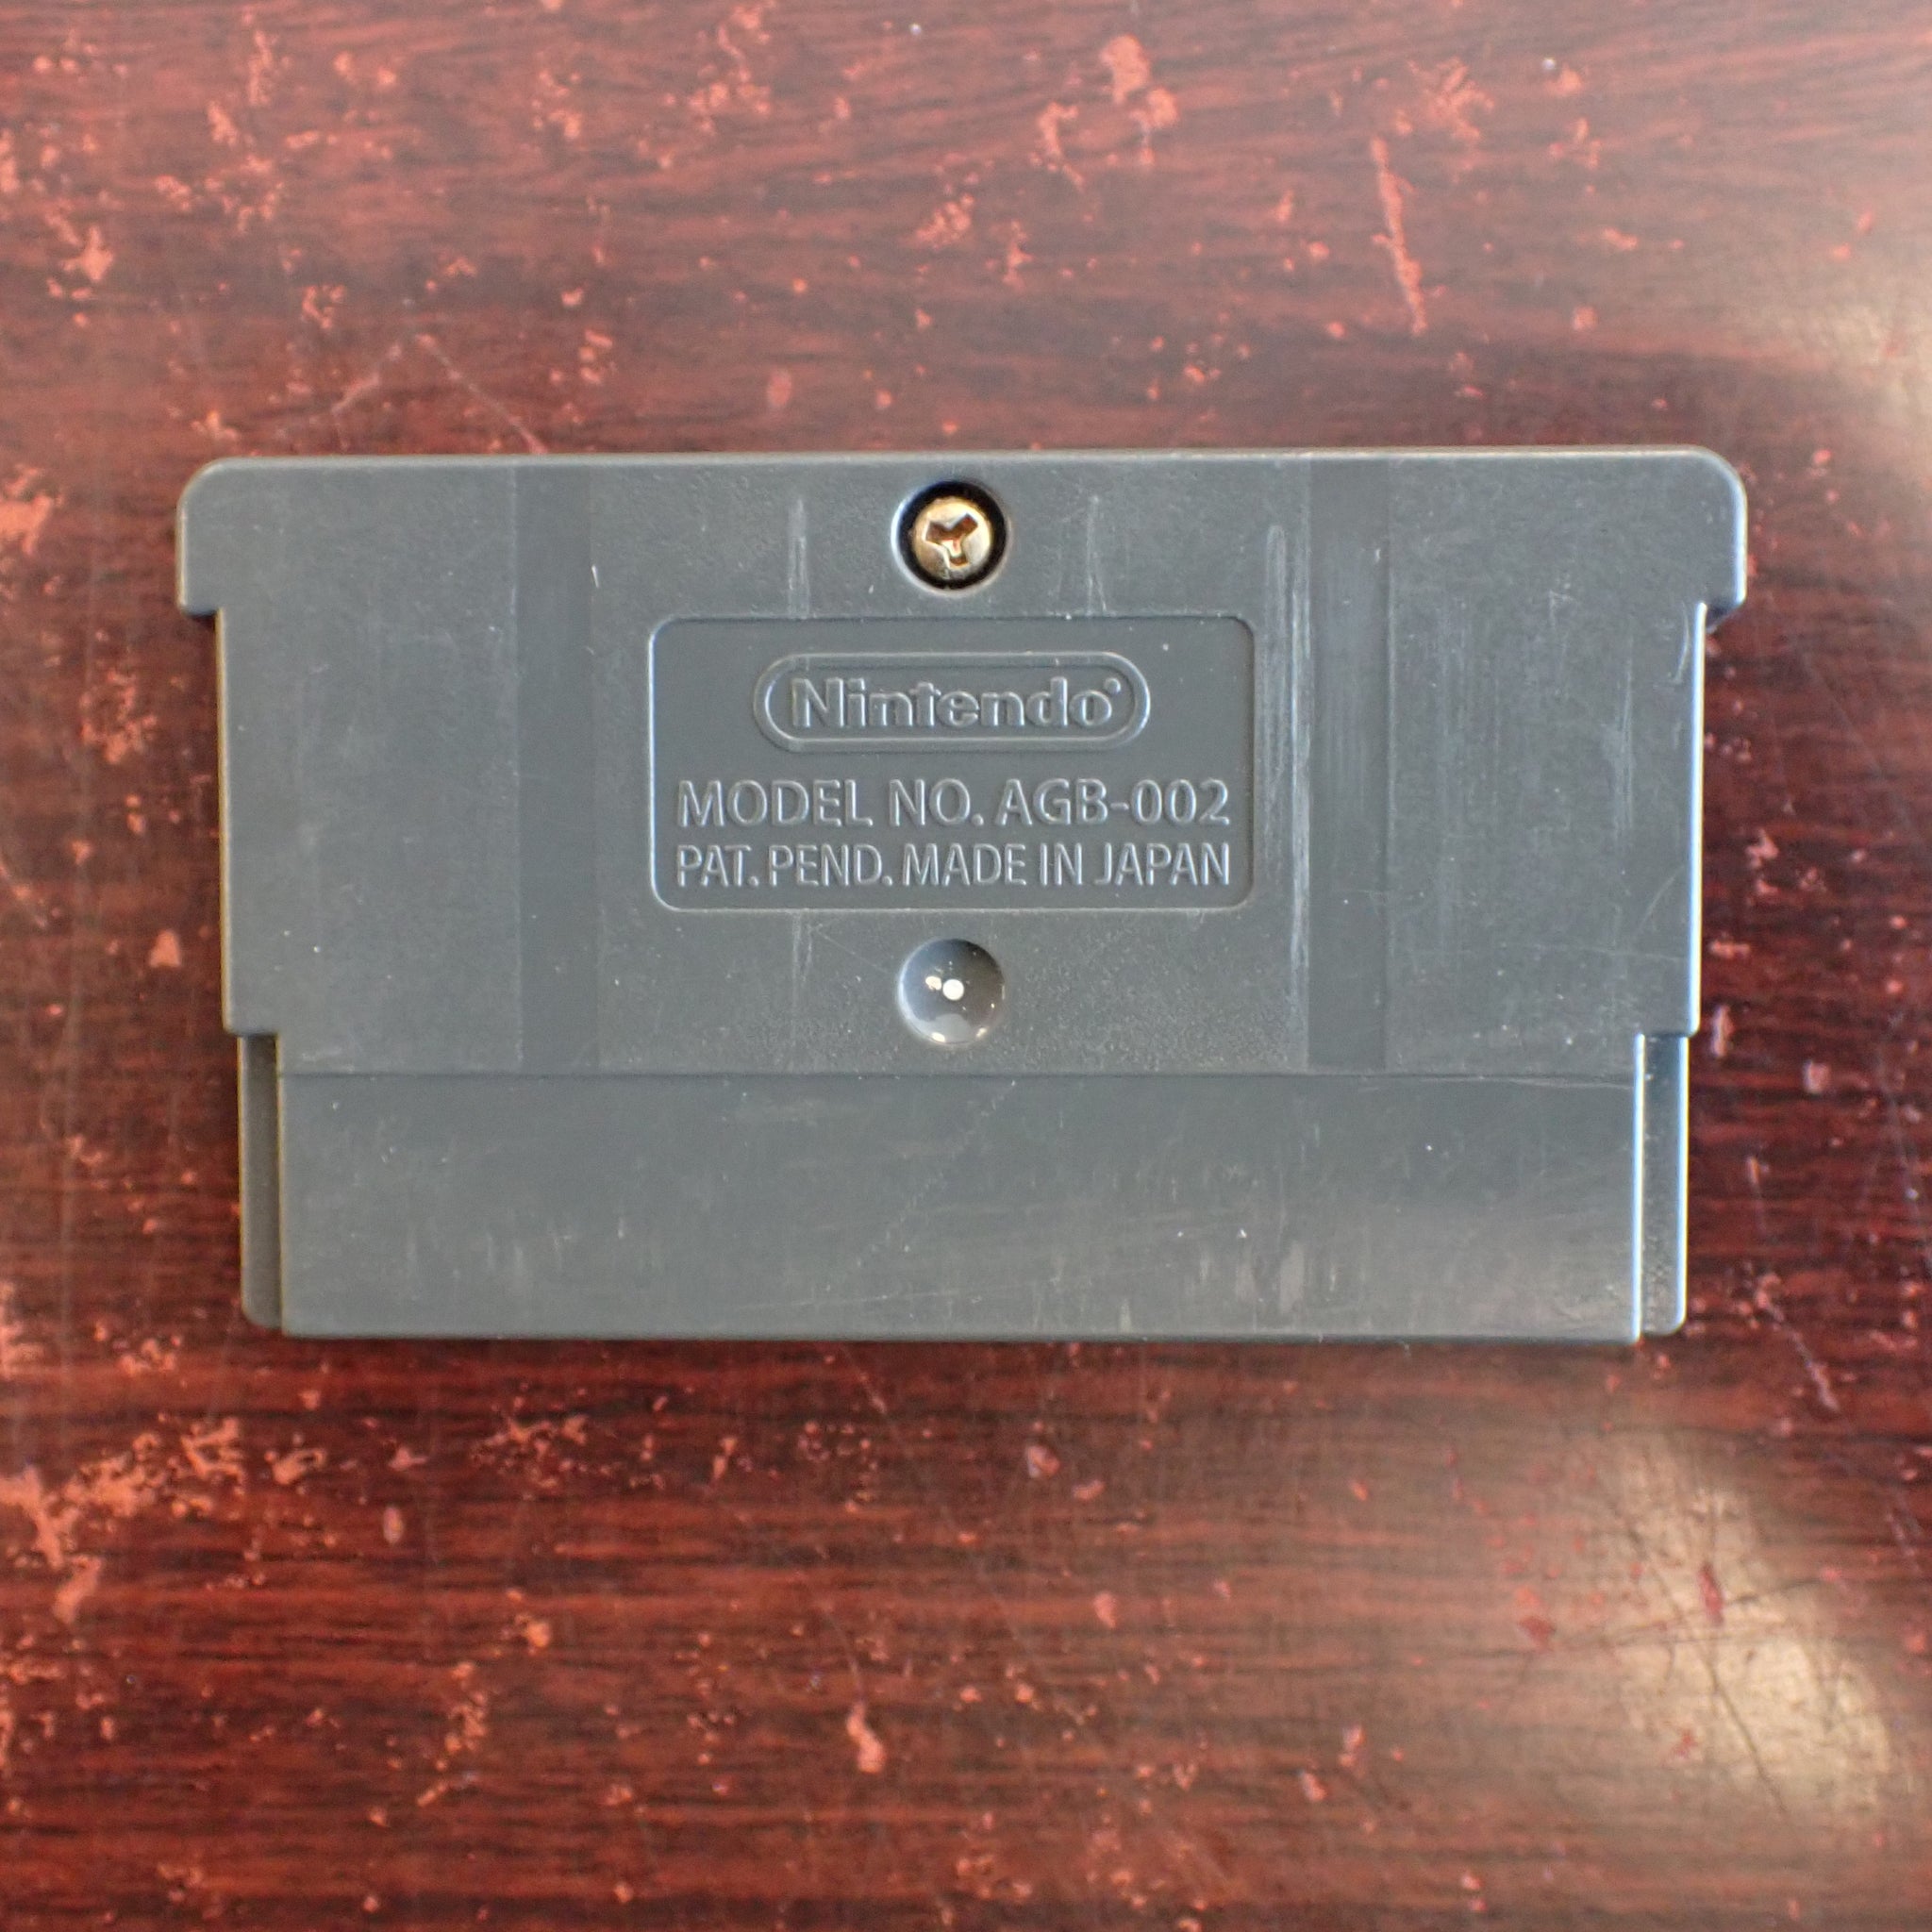 Nintendo
MODEL NO. AGB-002
PAT. PEND. MADE IN JAPAN